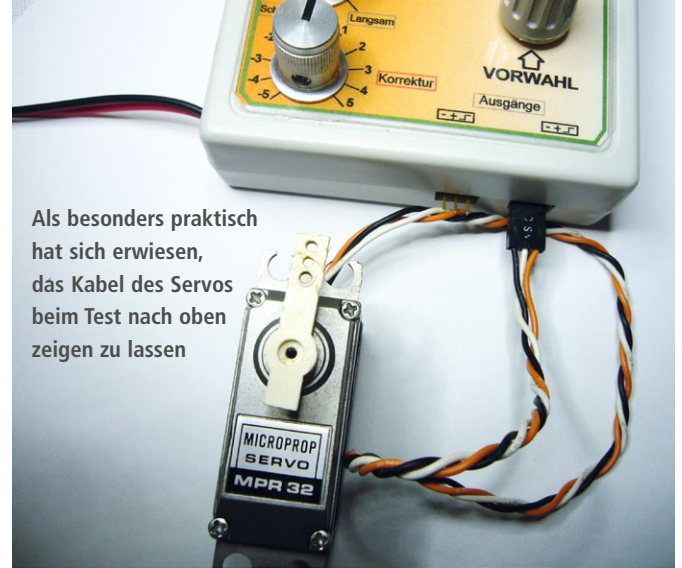 Langsam
-2
-3
-4
-5
1
2
3
4
5
Korrektur
VORWAHL
Ausgänge
- +
- +
Als besonders praktisch
hat sich erwiesen,
das Kabel des Servos
beim Test nach oben
zeigen zu lassen
MICROPROP
SERVO
MPR 32